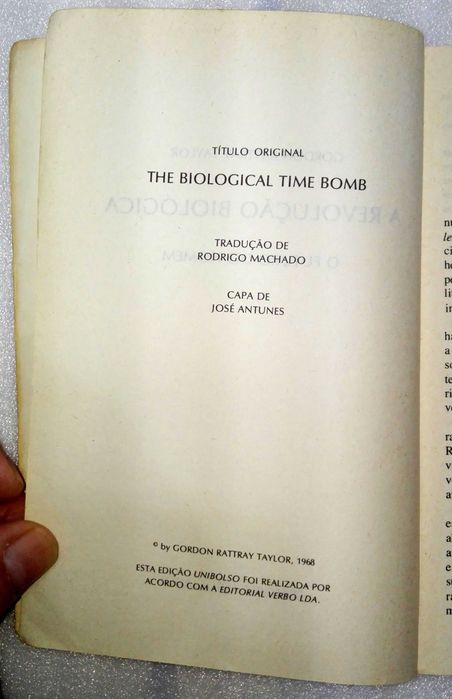 TÍTULO ORIGINAL
THE BIOLOGICAL TIME BOMB
TRADUÇÃO DE
RODRIGO MACHADO
CAPA DE
JOSÉ ANTUNES
© by GORDON RATTRAY TAYLOR, 1968
ESTA EDIÇÃO UNIBOLSO FOI REALIZADA POR
ACORDO COM A EDITORIAL VERBO LDA.